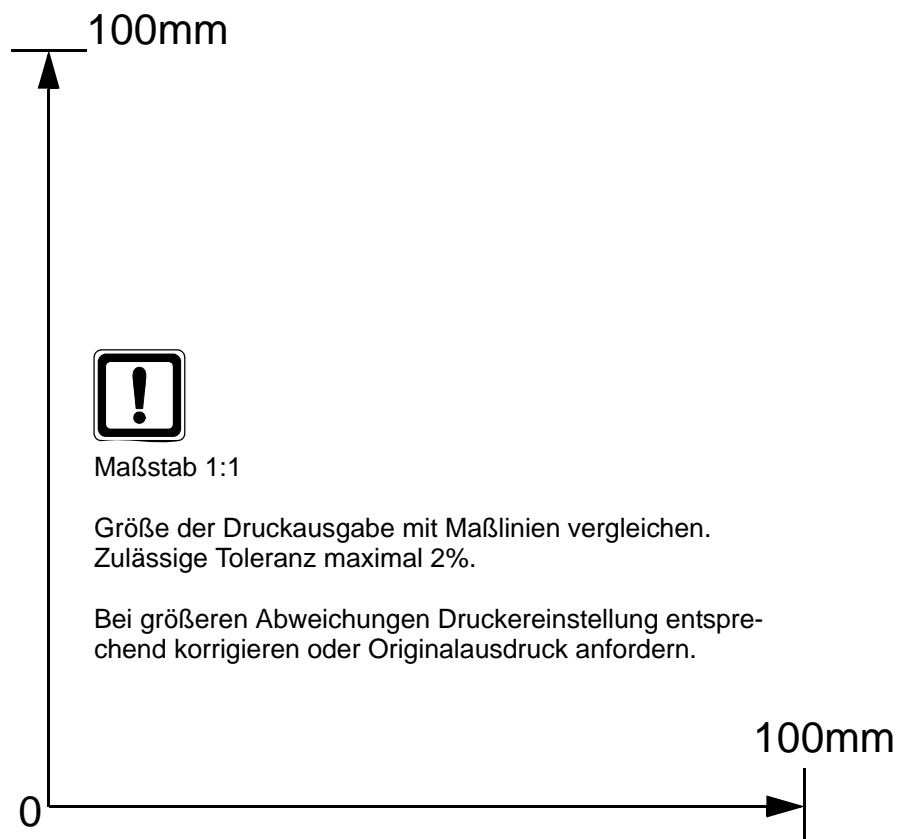 100mm
!
Maßstab 1:1
Größe der Druckausgabe mit Maßlinien vergleichen.
Zulässige Toleranz maximal 2%.
Bei größeren Abweichungen Druckereinstellung entspre-
chend korrigieren oder Originalausdruck anfordern.
100mm
0